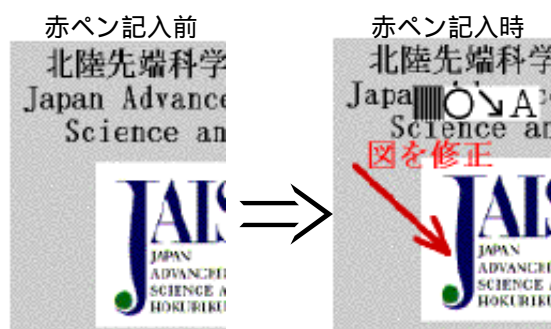 赤ペン記入前
北陸先端科学
Japan Advance
Science an
JAIS
JAPAN
ADVANCED
SCIENCE A
HOKURIKU
赤ペン記入時
北陸先端科学
Japa
A
Science an
図を修正
JAIS
JAPAN
ADVANCED
SCIENCE A
HOKURIKU